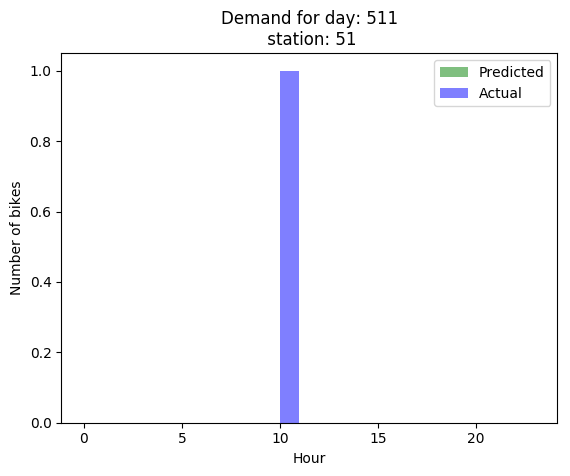 Demand for day: 511
station: 51
Predicted
Actual
Number of bikes
1.0
0.8
0.6
0.4
0.2
0.0
0 5 10 15 20
Hour